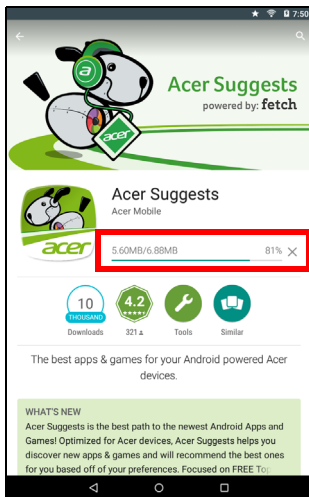 7:50
Acer Suggests
powered by: fetch
acer
Acer Suggests
Acer Mobile
acer
5.60MB/6.88MB 81%
10
THOUSAND
4.2
Downloads 321 Tools Similar
The best apps & games for your Android powered Acer
devices.
WHAT'S NEW
Acer Suggests is the best path to the newest Android Apps and
Games! Optimized for Acer devices, Acer Suggests helps you
discover new apps & games and will recommend the best ones
for you based off of your preferences. Focused on FREE Top